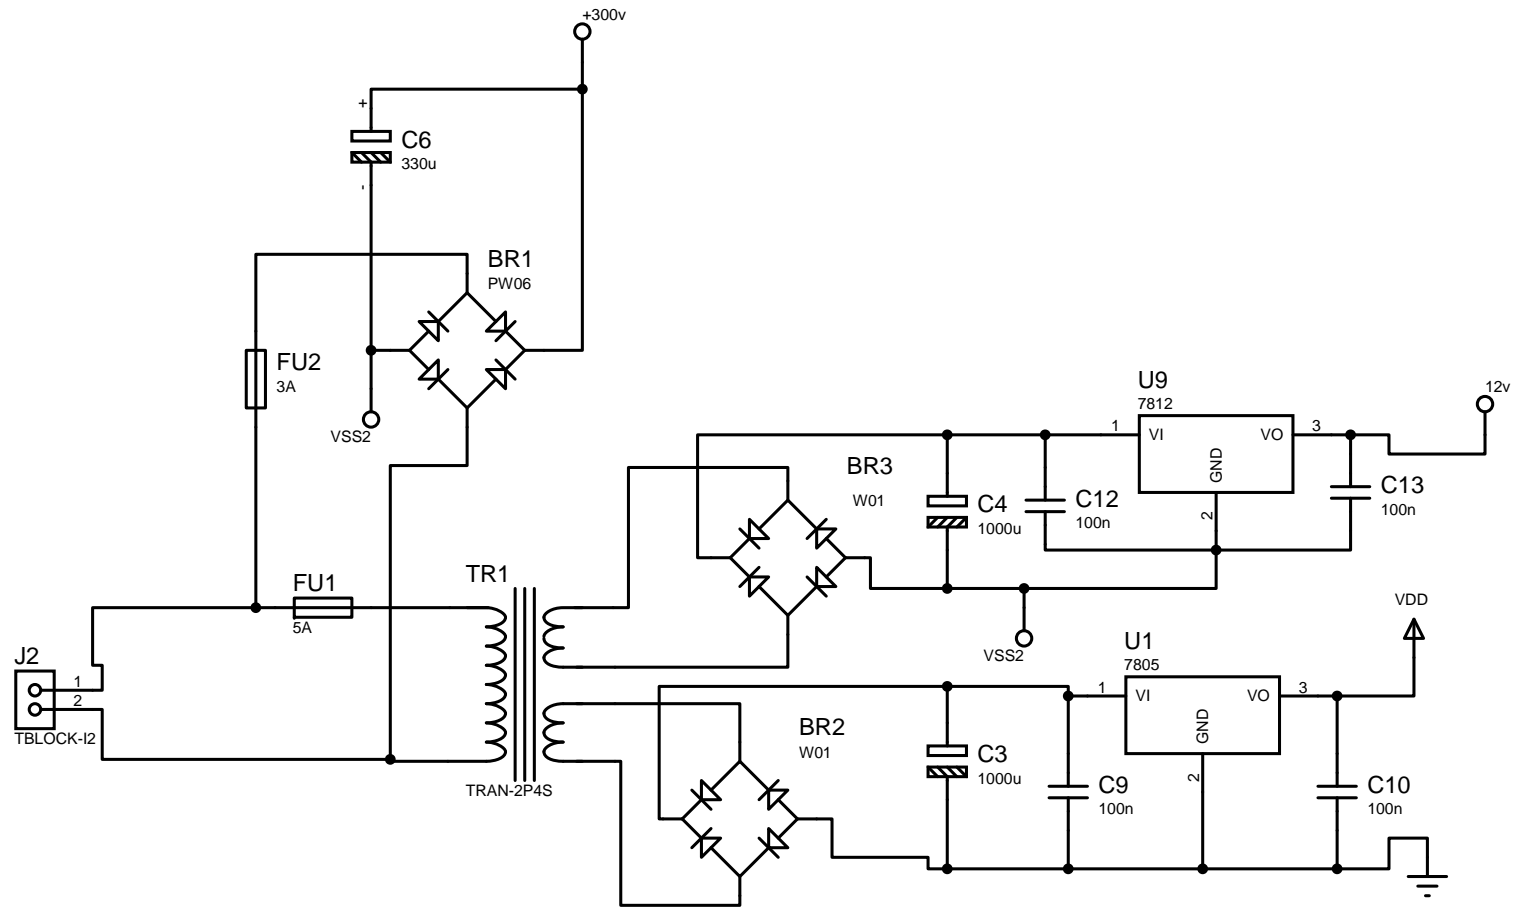 +300v
+
C6
330u
-
BR1
PW06
FU2
3A
VSS2
U9
7812
12v
1
VI
VO
3
GND
2
BR3
W01
C4
1000u
C12
100n
C13
100n
TR1
FU1
5A
VSS2
VDD
J2
1
2
TBLOCK-I2
U1
7805
1
VI
VO
3
GND
2
BR2
W01
C3
1000u
C9
100n
C10
100n
TRAN-2P4S